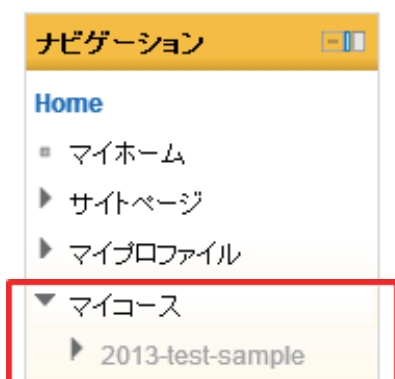 ナビゲーション
Home
マイホーム
サイトページ
マイプロファイル
マイコース
2013-test-sample